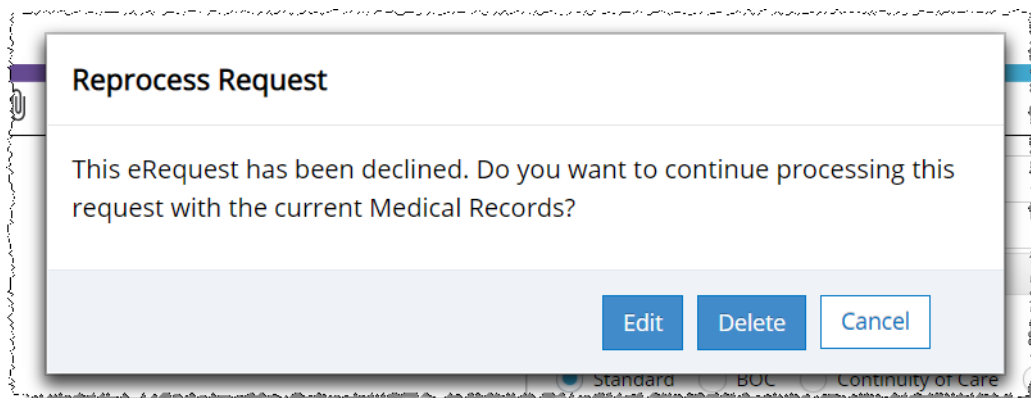 Reprocess Request
This eRequest has been declined. Do you want to continue processing this
request with the current Medical Records?
Edit Delete Cancel
Standard BOC Continuity of Care